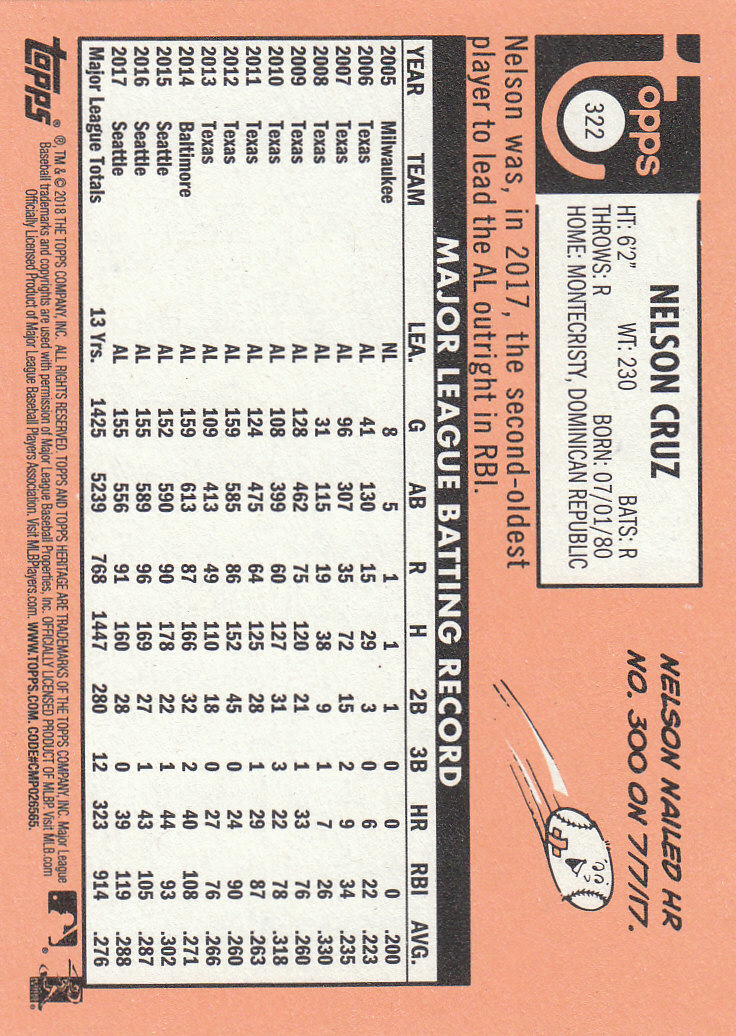 topps
322
NELSON CRUZ
HT: 6'2" WT: 230 BATS: R
THROWS: R BORN: 07/01/80
HOME: MONTECRISTY, DOMINICAN REPUBLIC
NELSON NAILED HR
NO. 300 ON 7/7/17.
Nelson was, in 2017, the second-oldest
player to lead the AL outright in RBI.
MAJOR LEAGUE BATTING RECORD
YEAR TEAM LEA. G AB R H 2B 3B HR RBI AVG.
2005 Milwaukee NL 8 5 1 1 1 0 0 0 .200
2006 Texas AL 41 130 15 29 3 0 6 22 .223
2007 Texas AL 96 307 35 72 15 2 9 34 .235
2008 Texas AL 31 115 19 38 9 1 7 26 .330
2009 Texas AL 128 462 75 120 21 1 33 76 .260
2010 Texas AL 108 399 60 127 31 3 22 78 .318
2011 Texas AL 124 475 64 125 28 1 29 87 .263
2012 Texas AL 159 585 86 152 45 0 24 90 .260
2013 Texas AL 109 413 49 110 18 0 27 76 .266
2014 Baltimore AL 159 613 87 166 32 2 40 108 .271
2015 Seattle AL 152 590 90 178 22 1 44 93 .302
2016 Seattle AL 155 589 96 169 27 1 43 105 .287
2017 Seattle AL 155 556 91 160 28 0 39 119 .288
Major League Totals 13 Yrs. 1425 5239 768 1447 280 12 323 914 .276
topps®
®, TM & © 2018 THE TOPPS COMPANY, INC. ALL RIGHTS RESERVED. TOPPS AND TOPPS HERITAGE ARE TRADEMARKS OF THE TOPPS COMPANY, INC. Major League
Baseball trademarks and copyrights are used with permission of Major League Baseball Properties, Inc. OFFICIALLY LICENSED PRODUCT OF MLBP. Visit MLB.com
Officially Licensed Product of Major League Baseball Players Association. Visit MLBPlayers.com. WWW.TOPPS.COM. CODE#CMP026565.